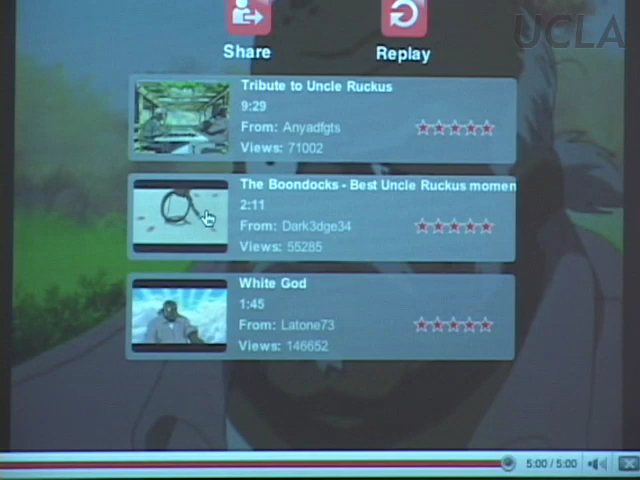 UCLA
Share
Replay
Tribute to Uncle Ruckus
9:29
From: Anyadfgts
Views: 71002
The Boondocks - Best Uncle Ruckus momen
2:11
From: Dark3dge34
Views: 55285
White God
1:45
From: Latone73
Views: 146652
5:00 / 5:00